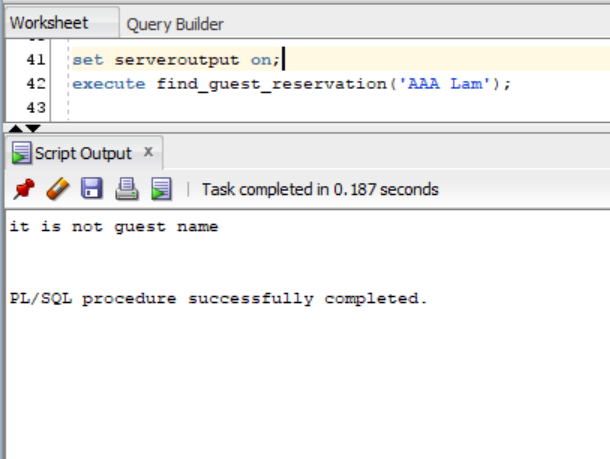 Worksheet Query Builder
41 set serveroutput on;
42 execute find_guest_reservation('AAA Lam');
43
Script Output x
Task completed in 0.187 seconds
it is not guest name
PL/SQL procedure successfully completed.